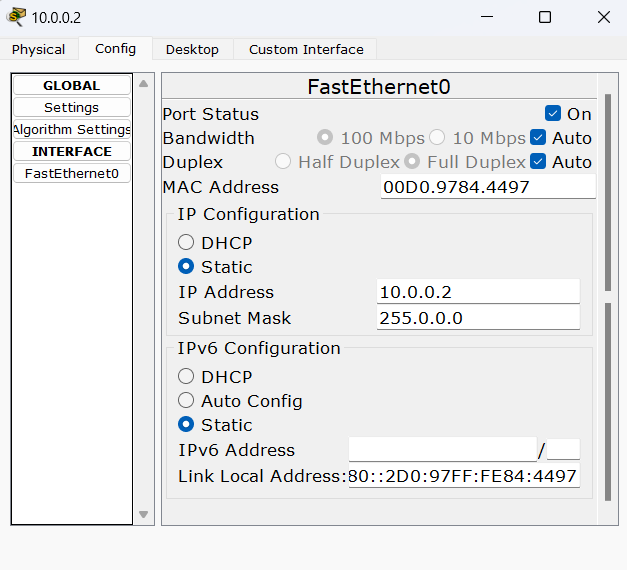 10.0.0.2
Physical Config Desktop Custom Interface
GLOBAL
Settings
Algorithm Settings
INTERFACE
FastEthernet0
FastEthernet0
Port Status On
Bandwidth 100 Mbps 10 Mbps Auto
Duplex Half Duplex Full Duplex Auto
MAC Address 00D0.9784.4497
IP Configuration
DHCP
Static
IP Address 10.0.0.2
Subnet Mask 255.0.0.0
IPv6 Configuration
DHCP
Auto Config
Static
IPv6 Address /
Link Local Address: 80::2D0:97FF:FE84:4497